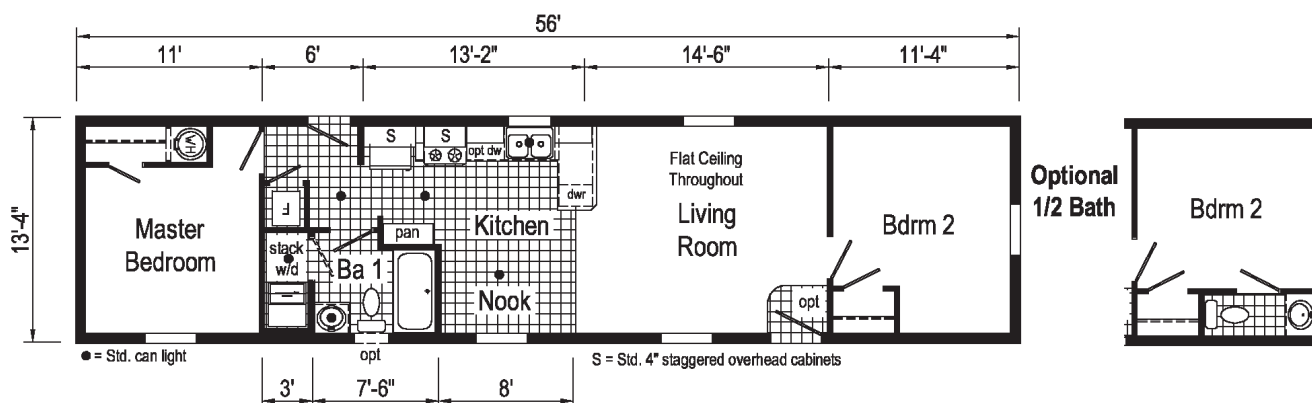 56'
11'
6'
13'-2"
14'-6"
11'-4"
13'-4"
WH
S
S
opt dw
dwr
Flat Ceiling
Throughout
Living
Room
Master
Bedroom
F
stack
w/d
Ba 1
pan
Kitchen
Nook
Bdrm 2
opt
Optional
1/2 Bath
Bdrm 2
● = Std. can light
opt
S = Std. 4" staggered overhead cabinets
3'
7'-6"
8'